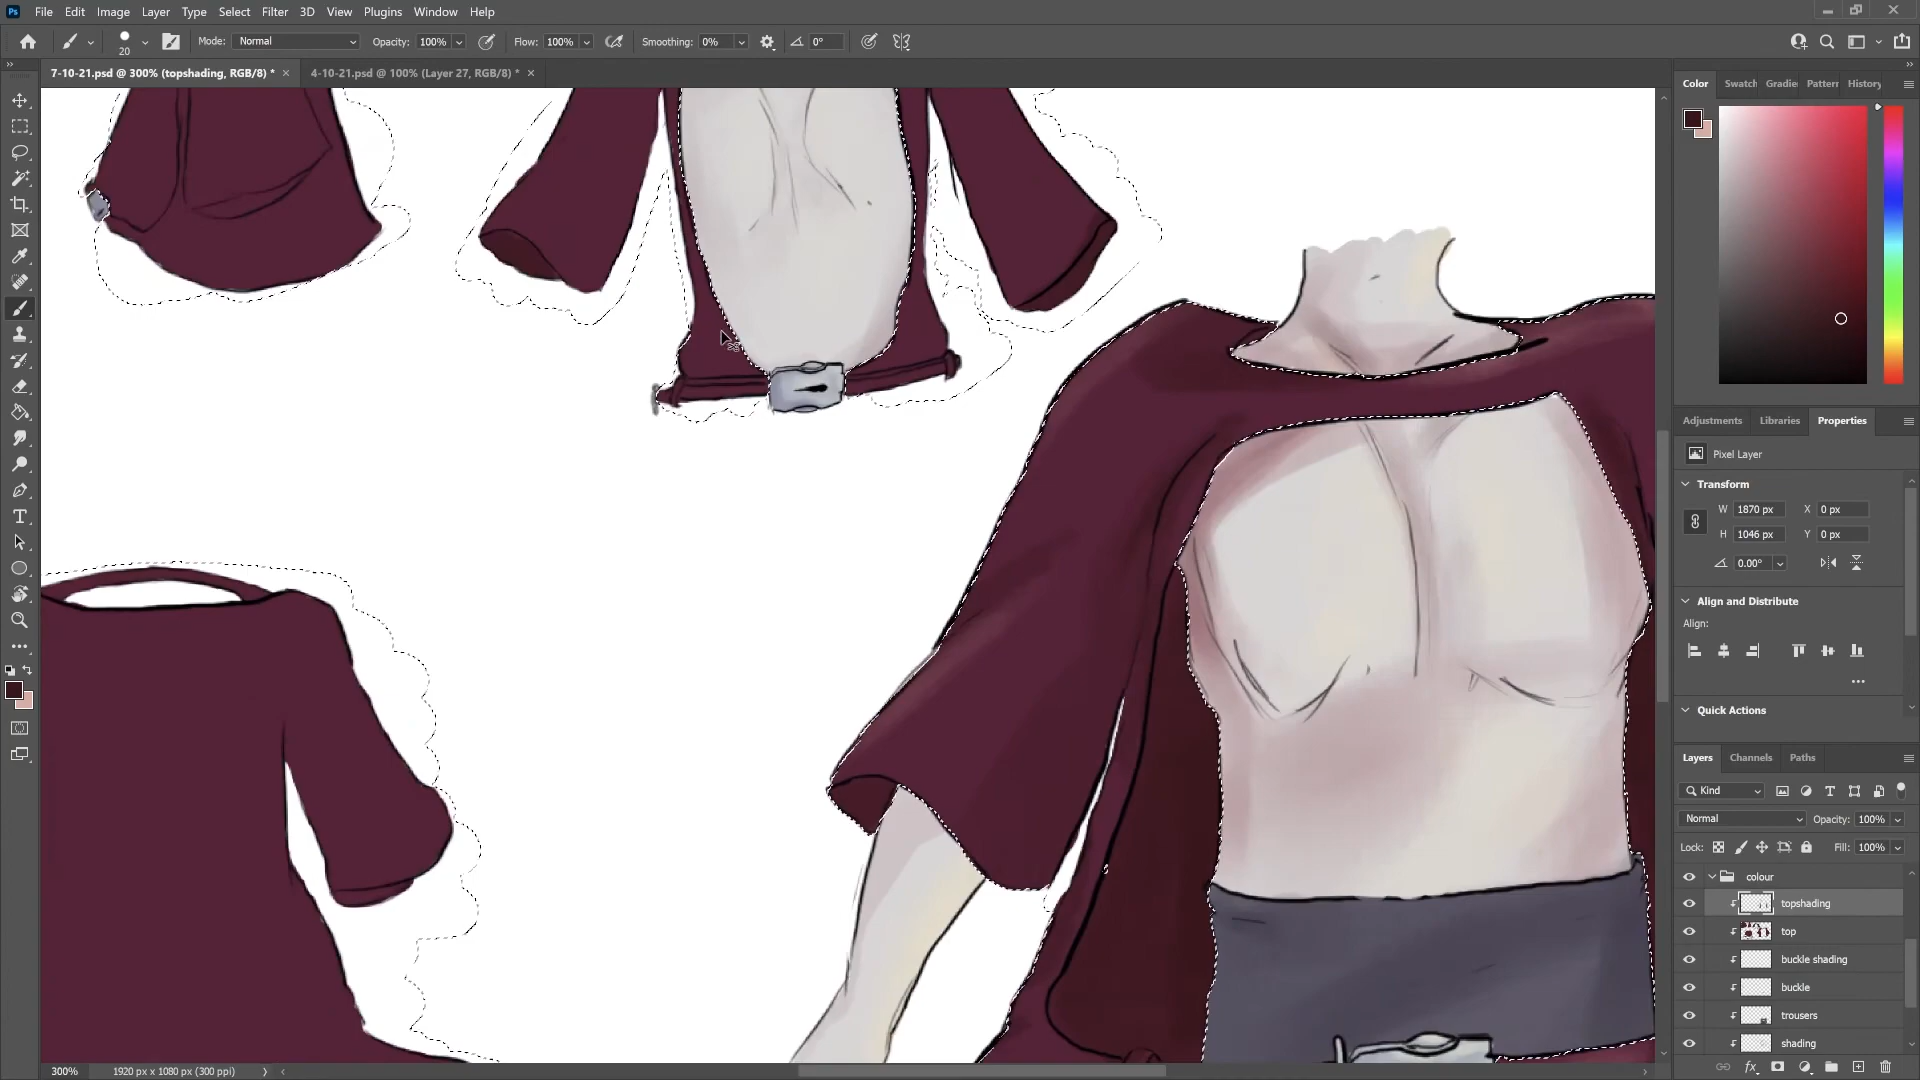 Ps File Edit Image Layer Type Select Filter 3D View Plugins Window Help
20 Mode: Normal Opacity: 100% Flow: 100% Smoothing: 0% 0°
7-10-21.psd @ 300% (topshading, RGB/8) * × 4-10-21.psd @ 100% (Layer 27, RGB/8) * ×
Color Swatch Gradie Pattern History
Adjustments Libraries Properties
Pixel Layer
Transform
W 1870 px X 0 px
H 1046 px Y 0 px
0.00°
Align and Distribute
Align:
Quick Actions
Layers Channels Paths
Kind
Normal Opacity: 100%
Lock: Fill: 100%
colour
topshading
top
buckle shading
buckle
trousers
shading
300% 1920 px x 1080 px (300 ppi)